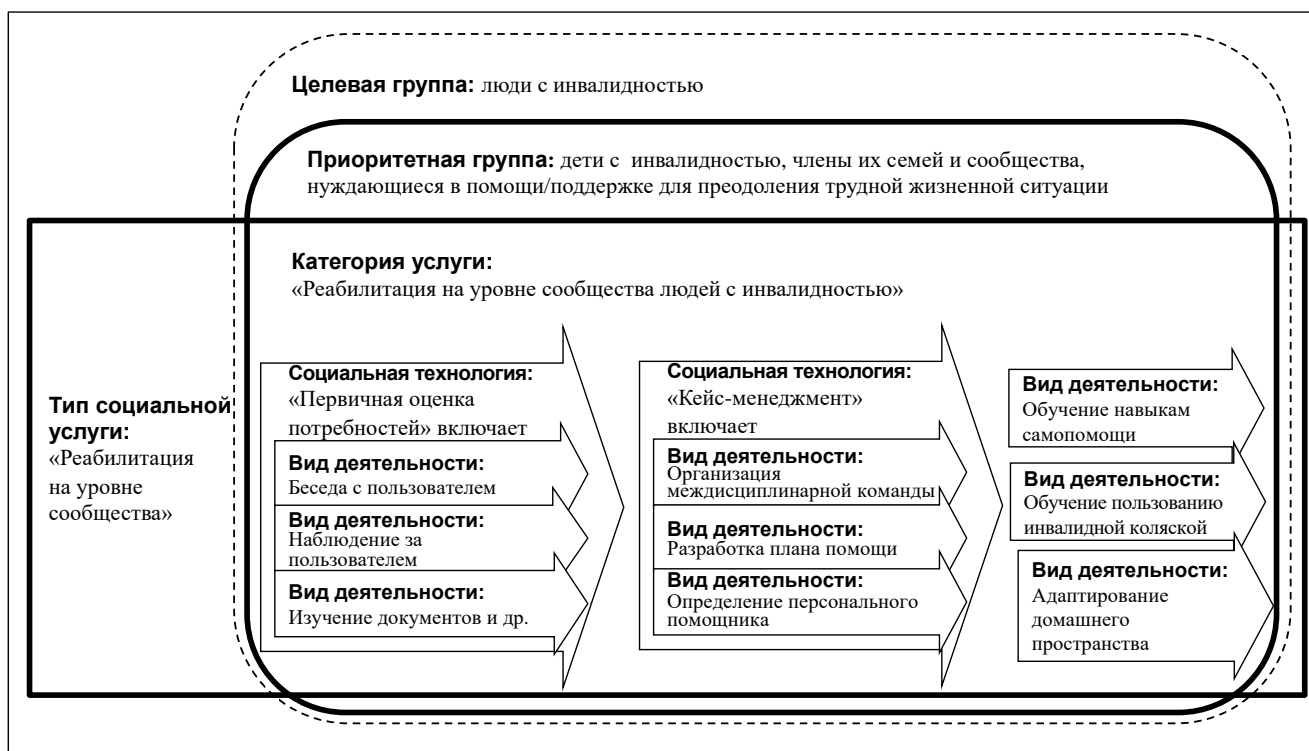 Целевая группа: люди с инвалидностью
Приоритетная группа: дети с инвалидностью, члены их семей и сообщества,
нуждающиеся в помощи/поддержке для преодоления трудной жизненной ситуации
Категория услуги:
«Реабилитация на уровне сообщества людей с инвалидностью»
Тип социальной
услуги:
«Реабилитация
на уровне
сообщества»
Социальная технология:
«Первичная оценка
потребностей» включает
Вид деятельности:
Беседа с пользователем
Вид деятельности:
Наблюдение за
пользователем
Вид деятельности:
Изучение документов и др.
Социальная технология:
«Кейс-менеджмент»
включает
Вид деятельности:
Организация
междисциплинарной команды
Вид деятельности:
Разработка плана помощи
Вид деятельности:
Определение персонального
помощника
Вид деятельности:
Обучение навыкам
самопомощи
Вид деятельности:
Обучение пользованию
инвалидной коляской
Вид деятельности:
Адаптирование
домашнего
пространства